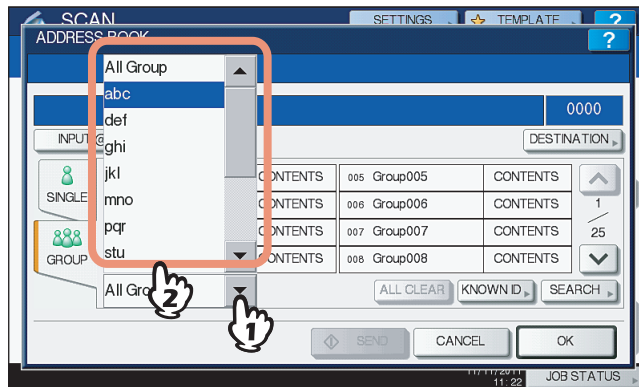 SCAN SETTINGS TEMPLATE ?
ADDRESS BOOK ?
All Group
abc
0000
def
INPUT@ DESTINATION
ghi
jkl CONTENTS 005 Group005 CONTENTS
SINGLE mno CONTENTS 006 Group006 CONTENTS 1
pqr CONTENTS 007 Group007 CONTENTS 25
GROUP stu CONTENTS 008 Group008 CONTENTS
All Gro ALL CLEAR KNOWN ID SEARCH
2
1
SEND CANCEL OK
11:22 JOB STATUS